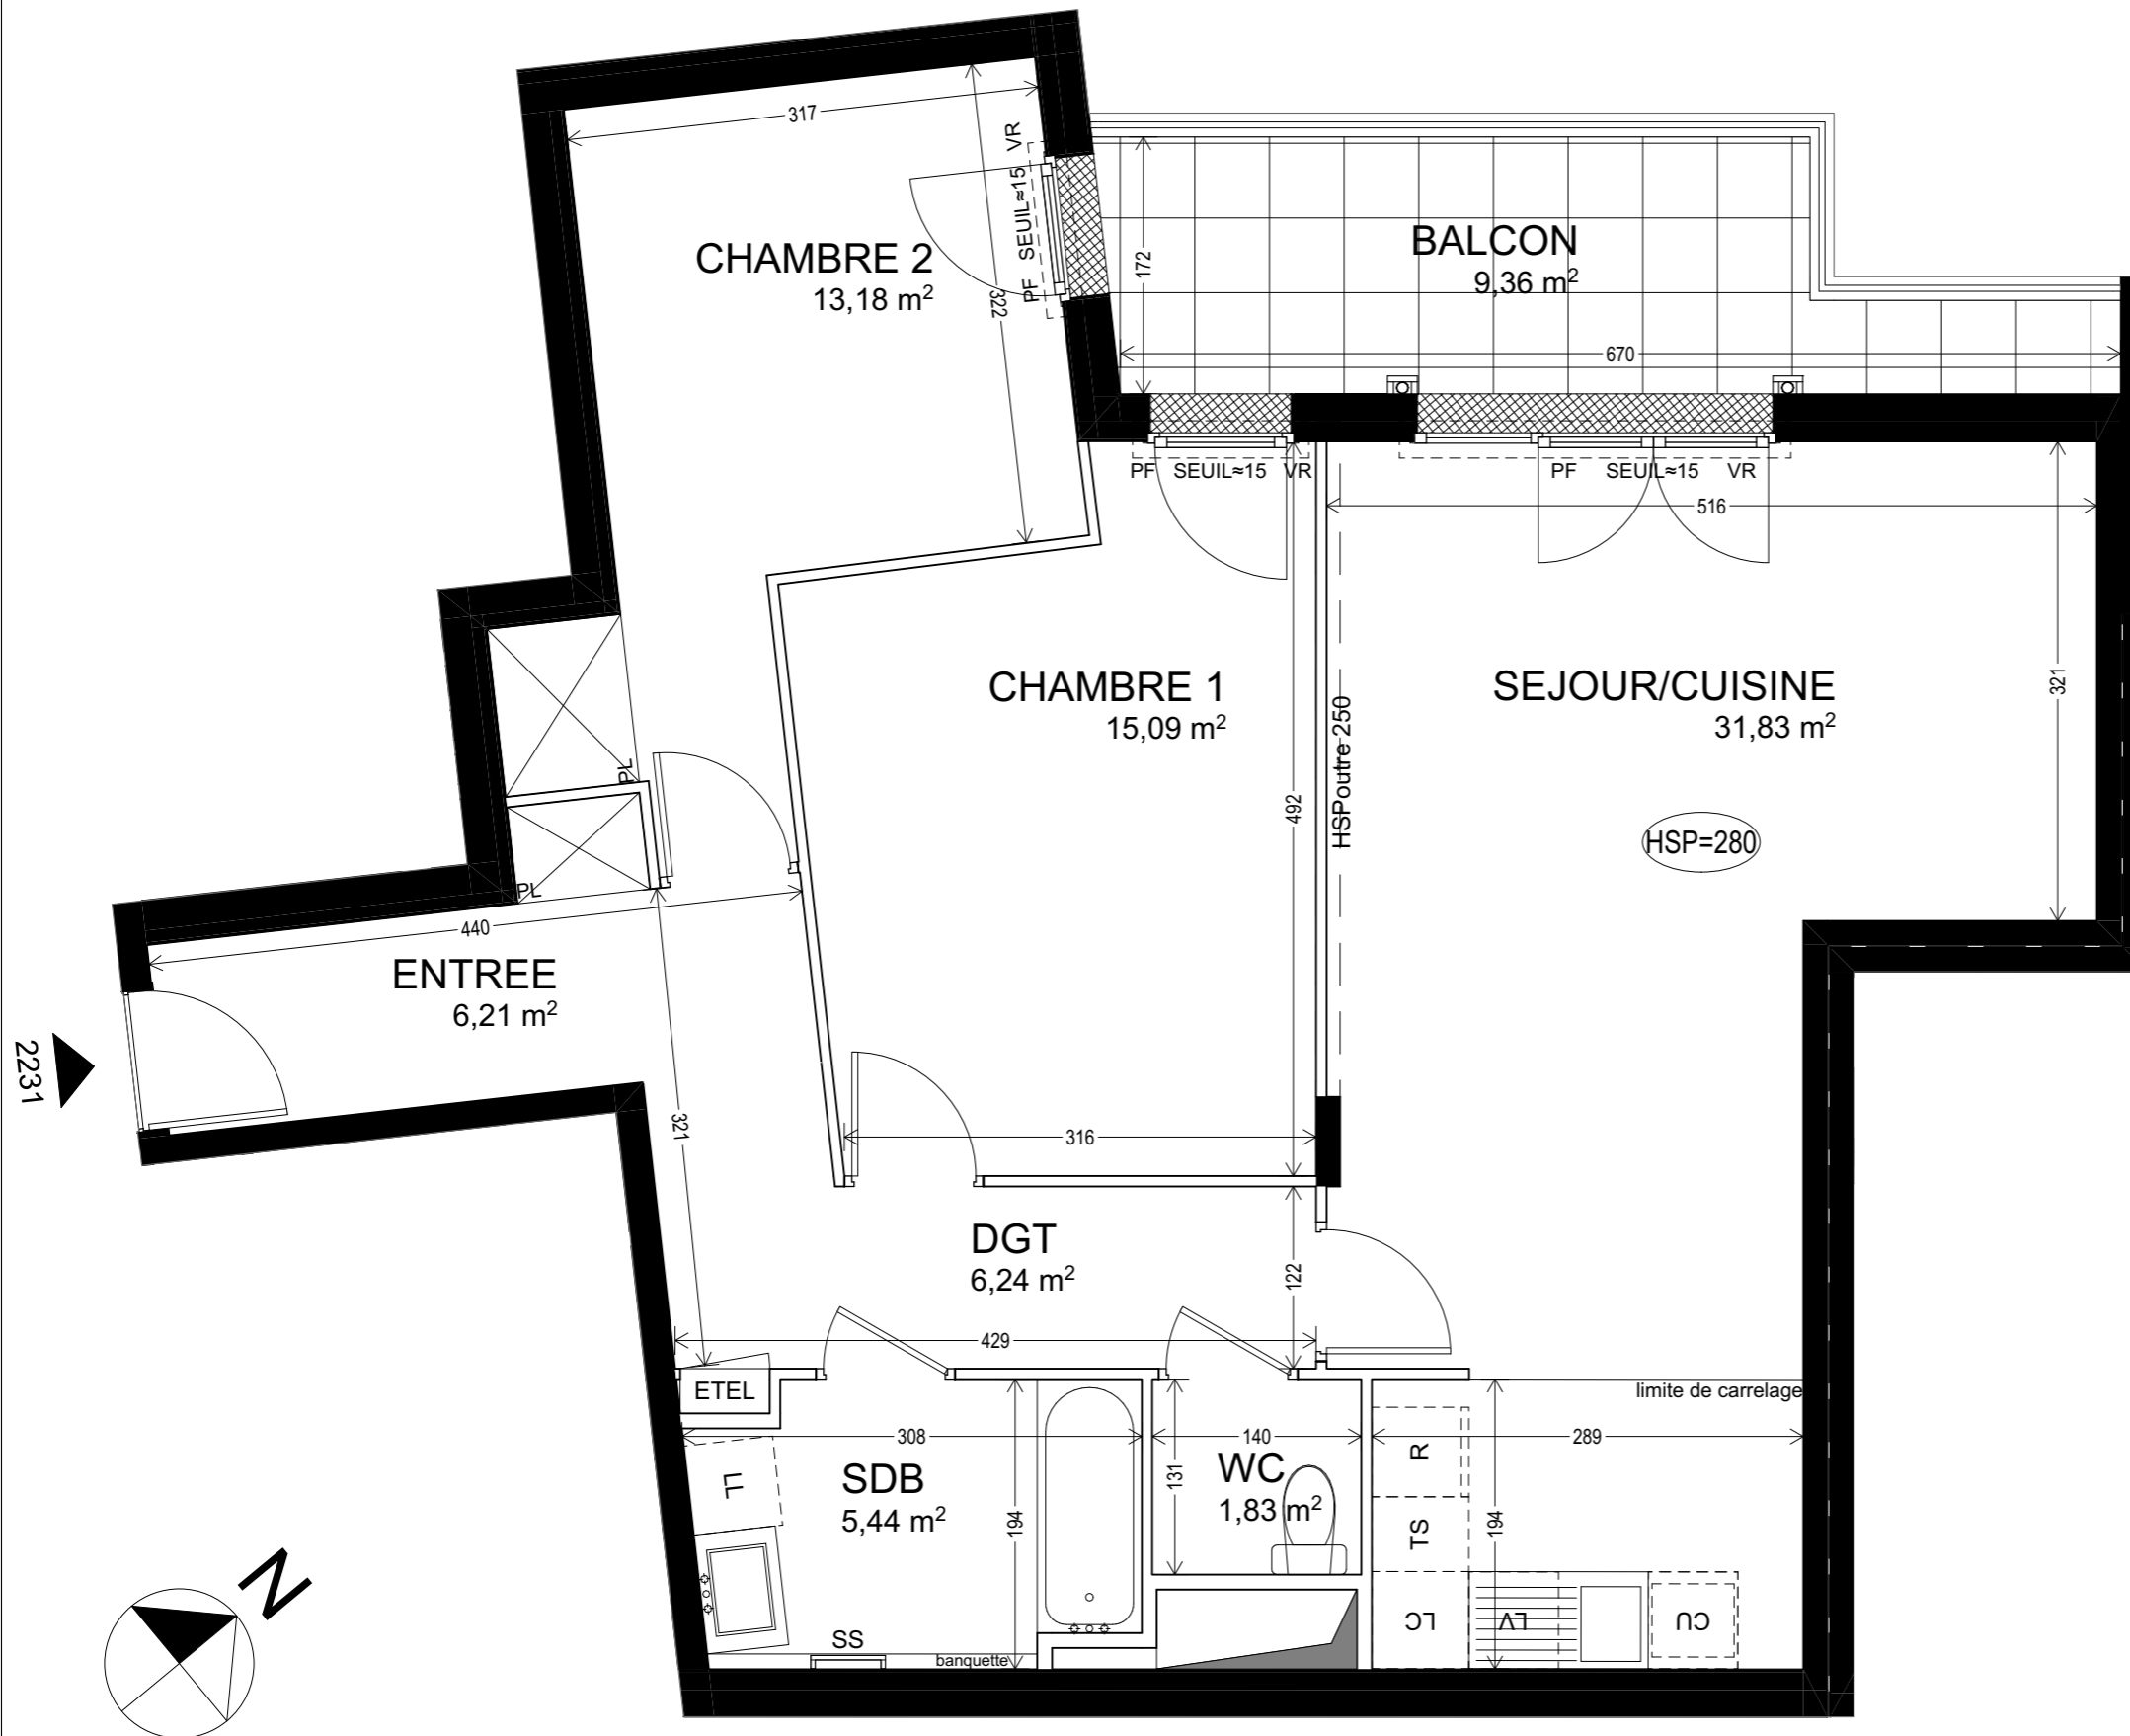 317
VR
SEUIL≈15
PF
CHAMBRE 2
13,18 m²
322
172
BALCON
9,36 m²
670
PF SEUIL≈15 VR
PF SEUIL≈15 VR
516
CHAMBRE 1
15,09 m²
HSPoutre 250
SEJOUR/CUISINE
31,83 m²
321
HSP=280
492
PL
PL
440
ENTREE
6,21 m²
2231
321
316
DGT
6,24 m²
122
429
ETEL
limite de carrelage
308
140
289
LL
SDB
5,44 m²
194
131
WC
1,83 m²
R
TS
194
LC
LV
CU
SS
banquette
N